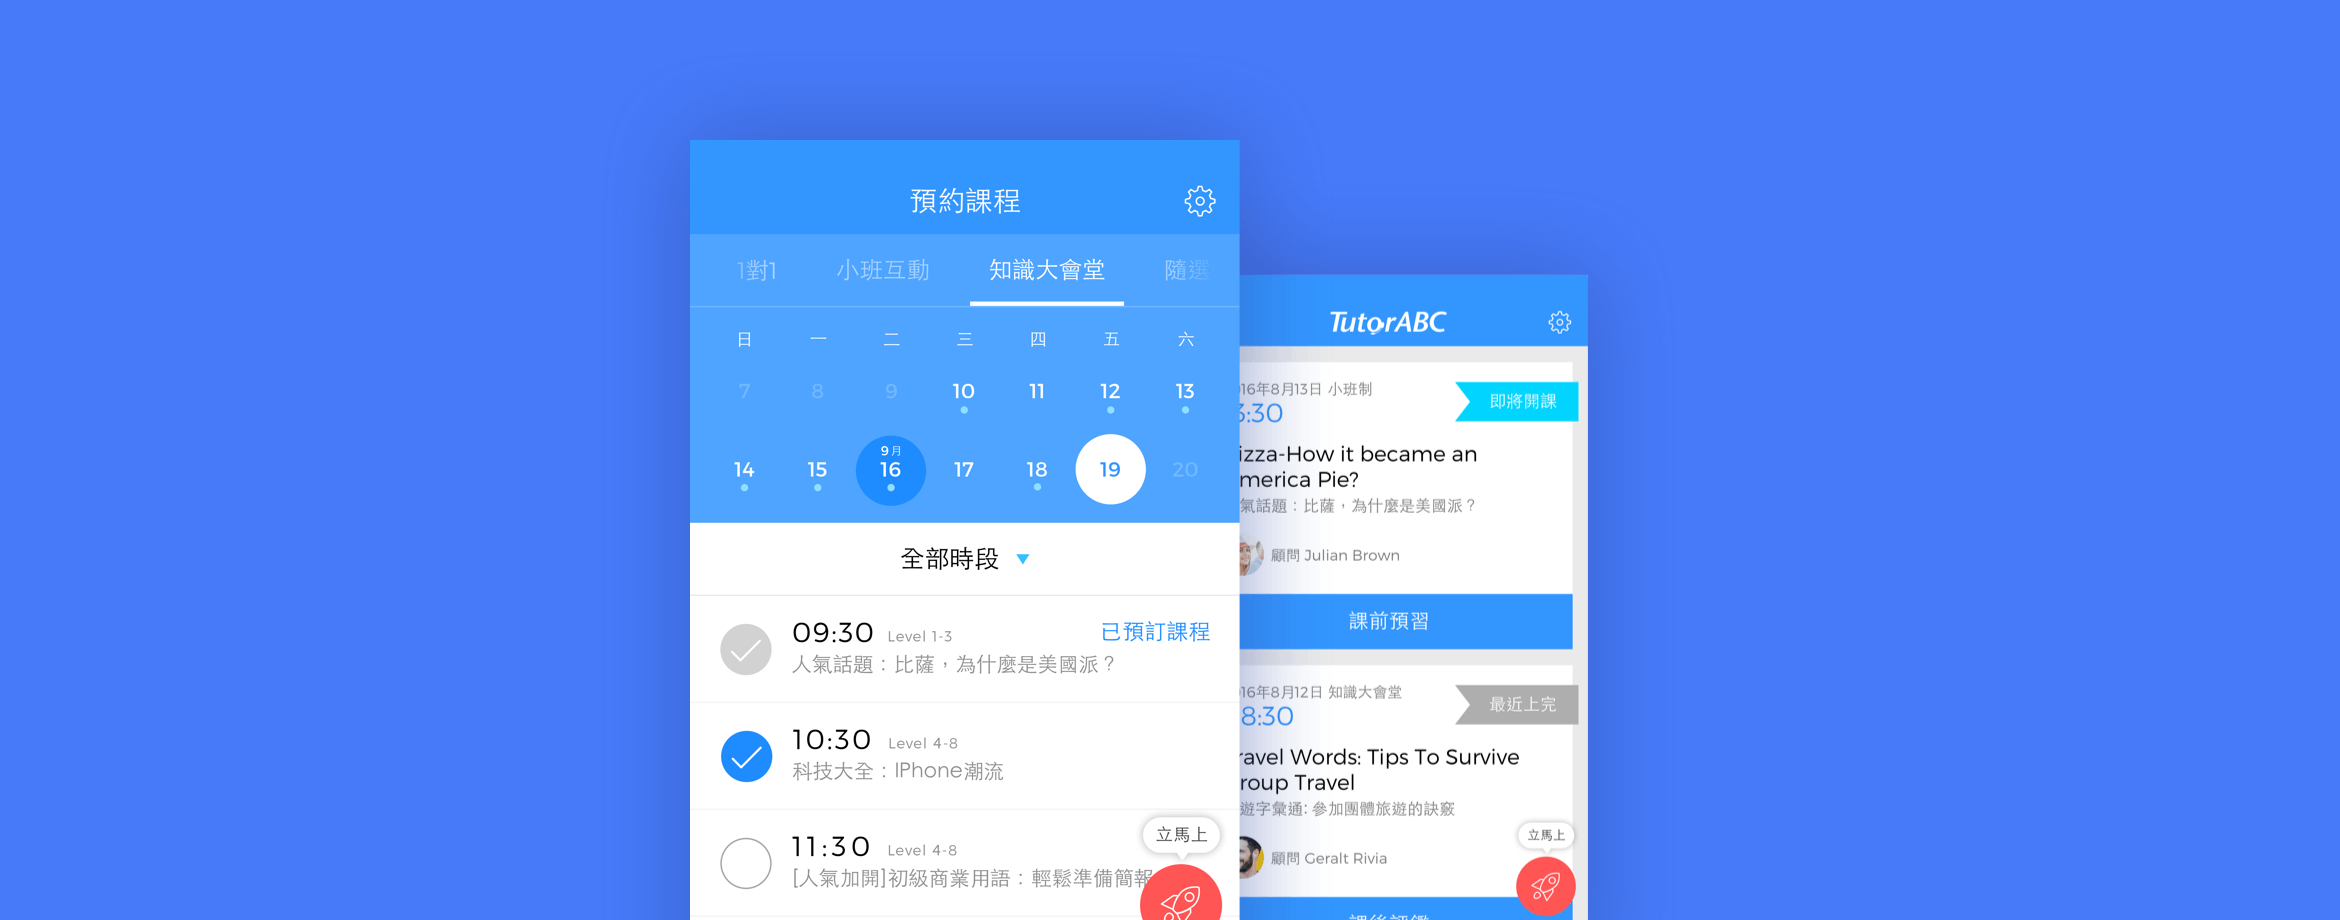 預約課程
1對1 小班互動 知識大會堂 隨選
日 一 二 三 四 五 六
7 8 9 10 11 12 13
9月
14 15 16 17 18 19 20
全部時段
09:30 Level 1-3 已預訂課程
人氣話題：比薩，為什麼是美國派？
10:30 Level 4-8
科技大全：IPhone潮流
11:30 Level 4-8
[人氣加開]初級商業用語：輕鬆準備簡報
立馬上
TutorABC
16年8月13日 小班制
即將開課
:30
izza-How it became an
merica Pie?
氣話題：比薩，為什麼是美國派？
顧問 Julian Brown
課前預習
16年8月12日 知識大會堂
最近上完
8:30
ravel Words: Tips To Survive
roup Travel
遊字彙通: 參加團體旅遊的訣竅
顧問 Geralt Rivia
立馬上